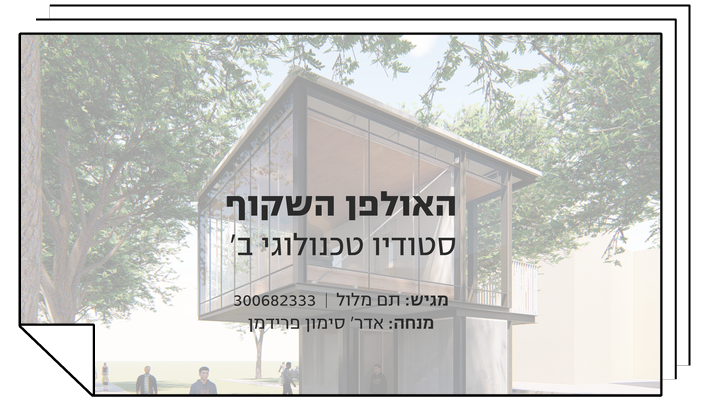 האולפן השקוף
סטודיו טכנולוגי ב'
מגיש: תם מלול | 300682333
מנחה: אדר' סימון פרידמן